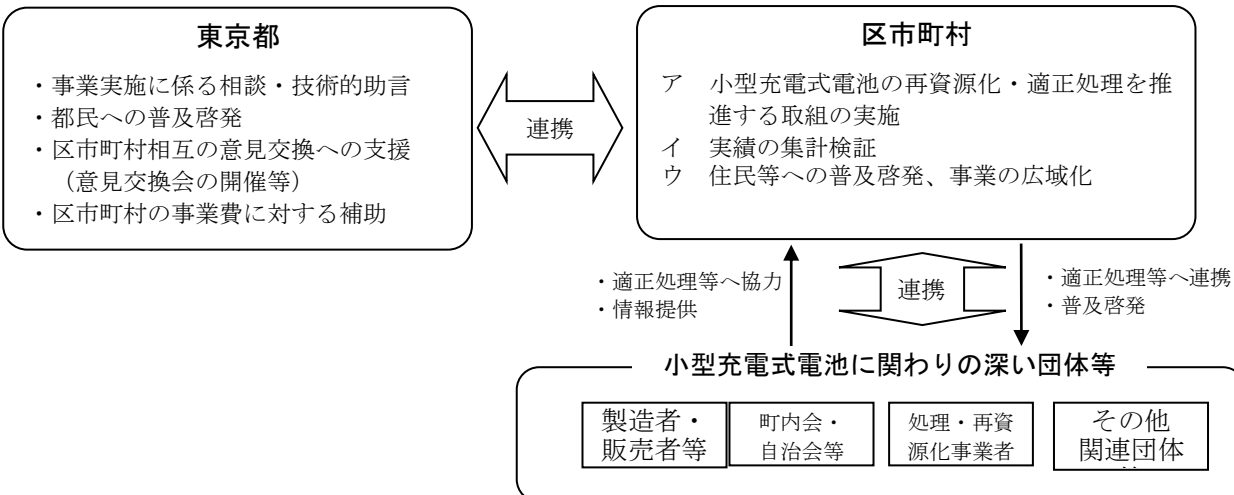 東京都
・事業実施に係る相談・技術的助言
・都民への普及啓発
・区市町村相互の意見交換への支援
（意見交換会の開催等）
・区市町村の事業費に対する補助
連携
区市町村
ア　小型充電式電池の再資源化・適正処理を推
進する取組の実施
イ　実績の集計検証
ウ　住民等への普及啓発、事業の広域化
・適正処理等へ協力
・情報提供
連携
・適正処理等へ連携
・普及啓発
小型充電式電池に関わりの深い団体等
製造者・
販売者等
町内会・
自治会等
処理・再資
源化事業者
その他
関連団体